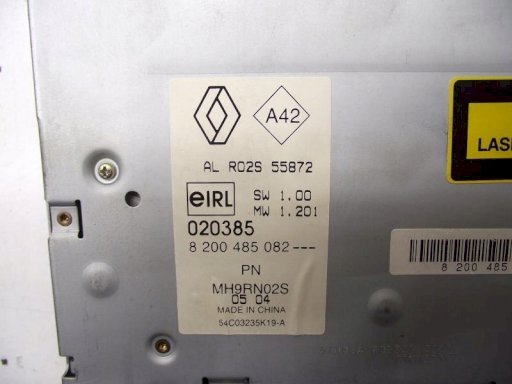 A42
AL R02S 55872
eIRL
SW 1.00
MW 1.201
020385
8 200 485 082---
PN
MH9RN02S
05 04
MADE IN CHINA
54C03235K19-A
LAS
8 200 485